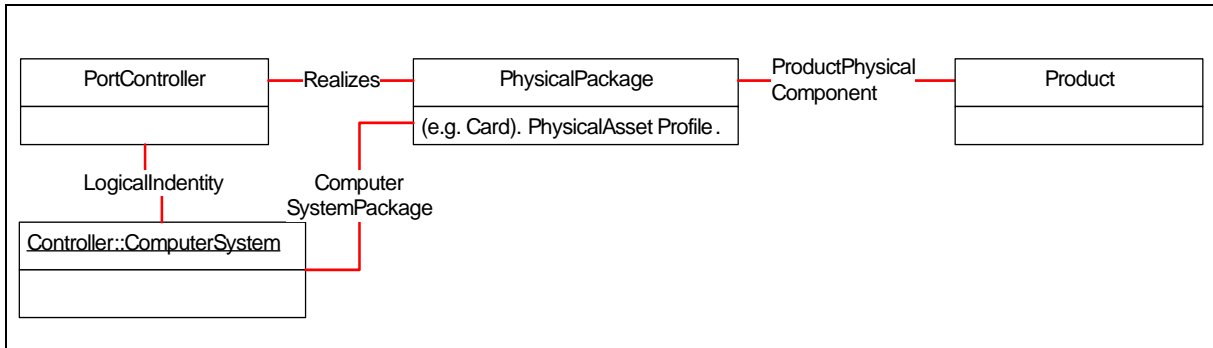 PortController
Realizes
PhysicalPackage
ProductPhysical
Component
Product
(e.g. Card). PhysicalAsset Profile.
LogicalIndentity
Computer
SystemPackage
Controller::ComputerSystem